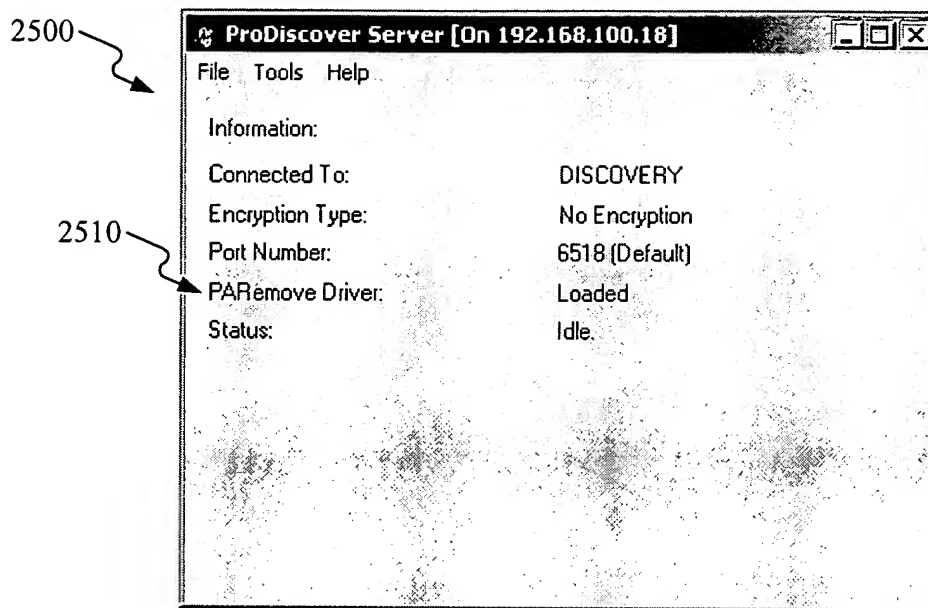 2500
ProDiscover Server [On 192.168.100.18]
File Tools Help
Information:
Connected To: DISCOVERY
Encryption Type: No Encryption
2510
Port Number: 6518 (Default)
PARemove Driver: Loaded
Status: Idle.